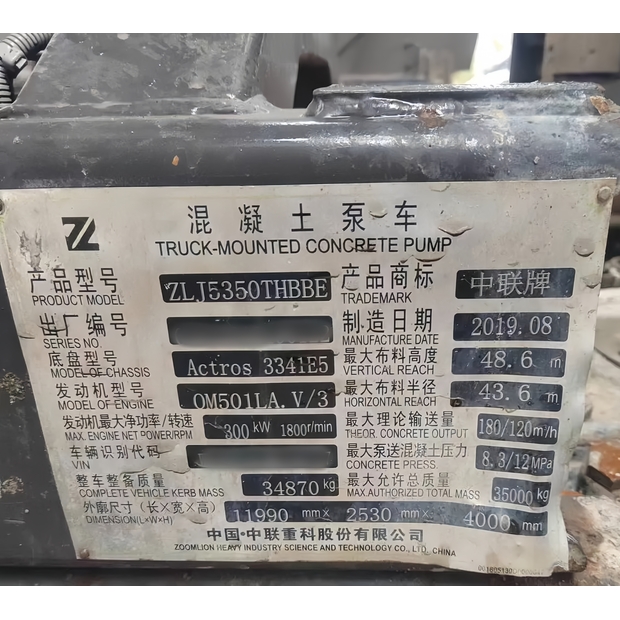 混凝土泵车
TRUCK-MOUNTED CONCRETE PUMP
产品型号 ZLJ5350THBBE 产品商标 中联牌
PRODUCT MODEL TRADEMARK
出厂编号 制造日期 2019.08
SERIES NO. MANUFACTURE DATE
底盘型号 Actros 3341E5 最大布料高度 48.6 m
MODEL OF CHASSIS VERTICAL REACH
发动机型号 OM501LA.V/3 最大布料半径 43.6 m
MODEL OF ENGINE HORIZONTAL REACH
发动机最大净功率/转速 300 kW 1800r/min 最大理论输送量 180/120m³/h
MAX. ENGINE NET POWER/RPM THEOR. CONCRETE OUTPUT
车辆识别代码 最大泵送混凝土压力 8.3/12MPa
VIN CONCRETE PRESS.
整车整备质量 34870kg 最大允许总质量 35000kg
COMPLETE VEHICLE KERB MASS MAX.AUTHORIZED TOTAL MASS
外廓尺寸（长×宽×高） 11990 mm× 2530 mm× 4000 mm
DIMENSION(L×W×H)
中国·中联重科股份有限公司
ZOOMLION HEAVY INDUSTRY SCIENCE AND TECHNOLOGY CO., LTD. CHINA